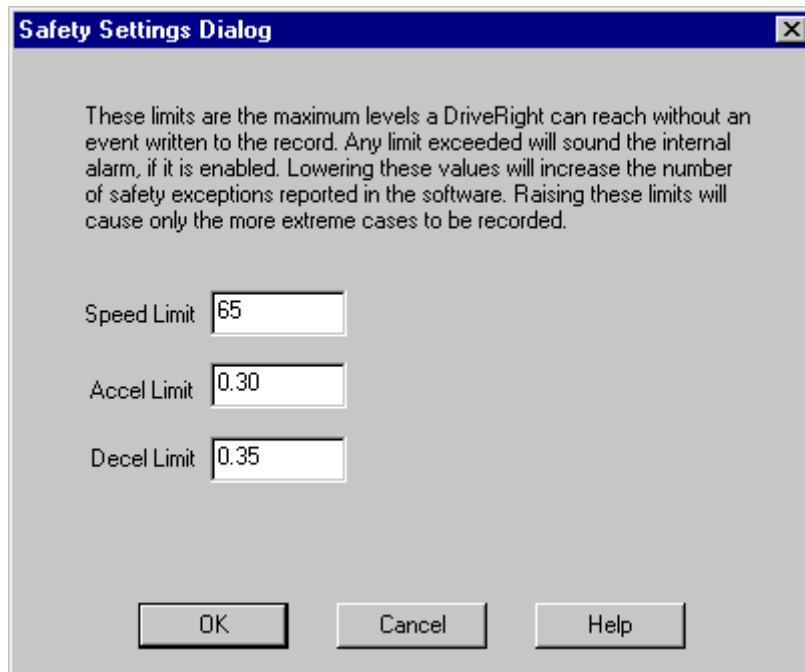 Safety Settings Dialog
These limits are the maximum levels a DriveRight can reach without an
event written to the record. Any limit exceeded will sound the internal
alarm, if it is enabled. Lowering these values will increase the number
of safety exceptions reported in the software. Raising these limits will
cause only the more extreme cases to be recorded.
Speed Limit 65
Accel Limit 0.30
Decel Limit 0.35
OK Cancel Help